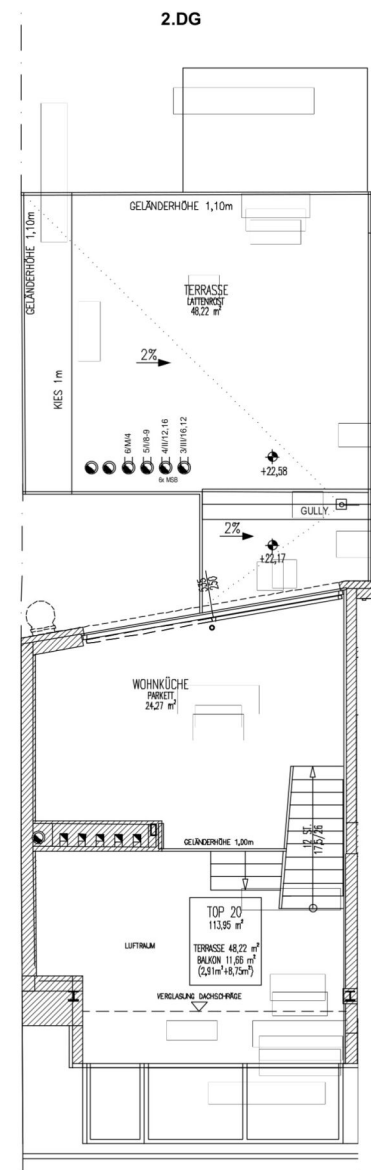 2.DG
GELÄNDERHÖHE 1,10m
GELÄNDERHÖHE 1,10m
TERRASSE
LATTENROST
48,22 m²
2%
KIES 1m
6/M/4
5/I/8-9
4/II/12,16
3/III/16,12
6x MSB
+22,58
GULLY
2%
+22,17
250
WOHNKÜCHE
PARKETT
24,27 m²
12 ST.
17,5/26
GELÄNDERHÖHE 1,00m
TOP 20
113,95 m²
LUFTRAUM
TERRASSE 48,22 m²
BALKON 11,66 m²
(2,91m²+8,75m²)
VERGLASUNG DACHSCHRÄGE